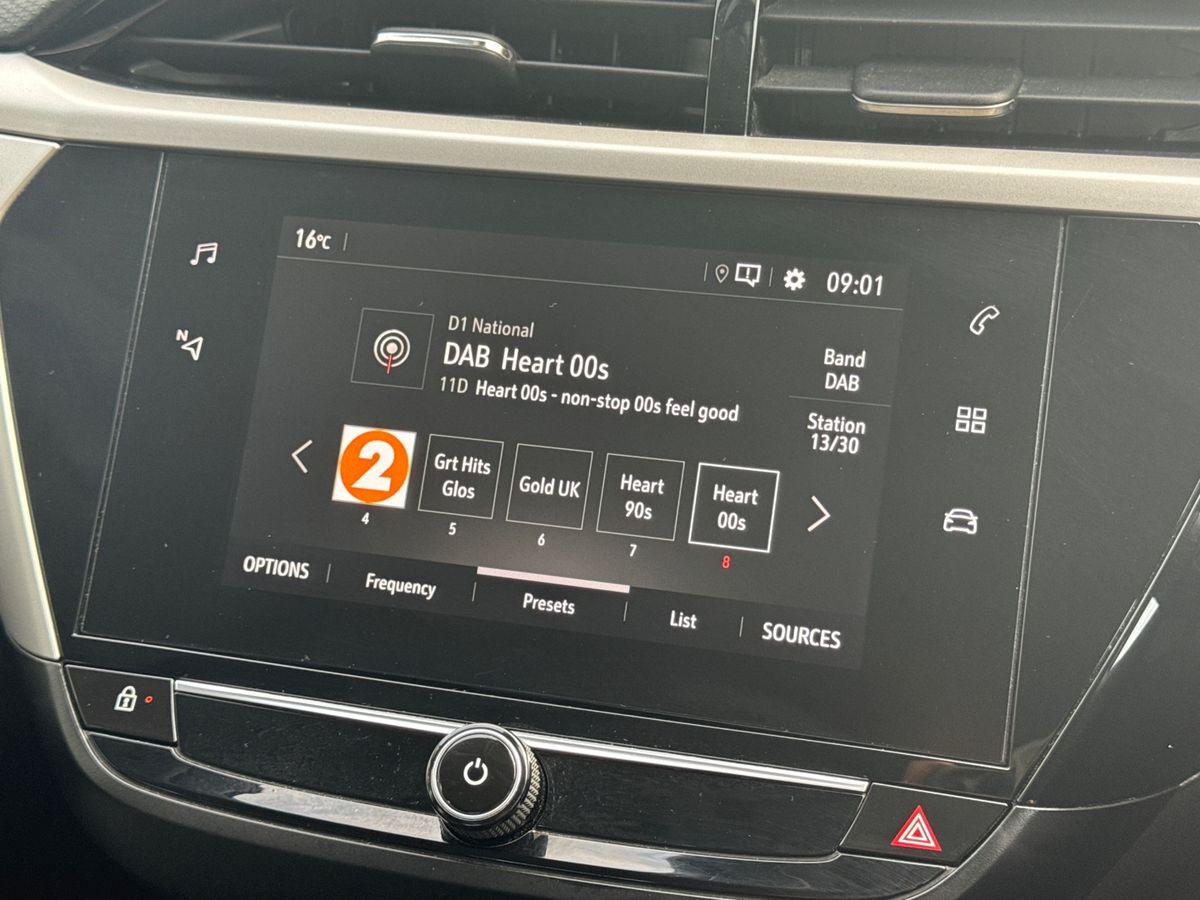 16°C
09:01
N
D1 National
DAB Heart 00s
11D Heart 00s - non-stop 00s feel good
Band
DAB
Station
13/30
2
Grt Hits
Glos
Gold UK
Heart
90s
Heart
00s
4
5
6
7
8
OPTIONS
Frequency
Presets
List
SOURCES